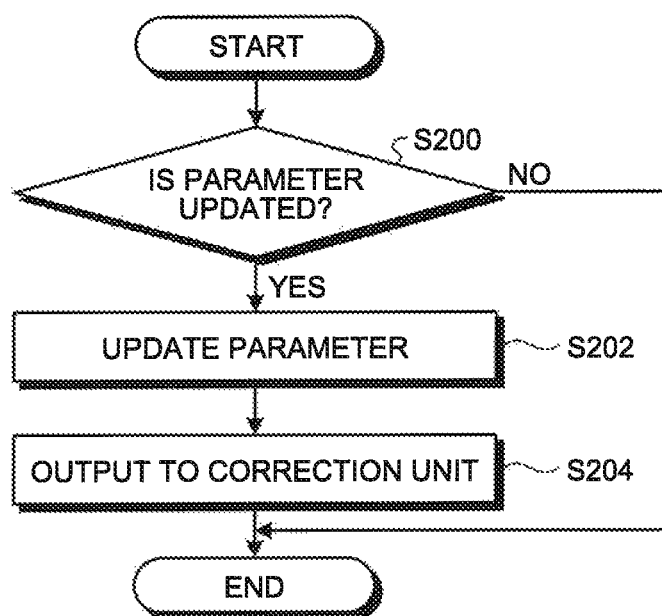 START
S200
IS PARAMETER
UPDATED?
NO
YES
UPDATE PARAMETER
S202
OUTPUT TO CORRECTION UNIT
S204
END